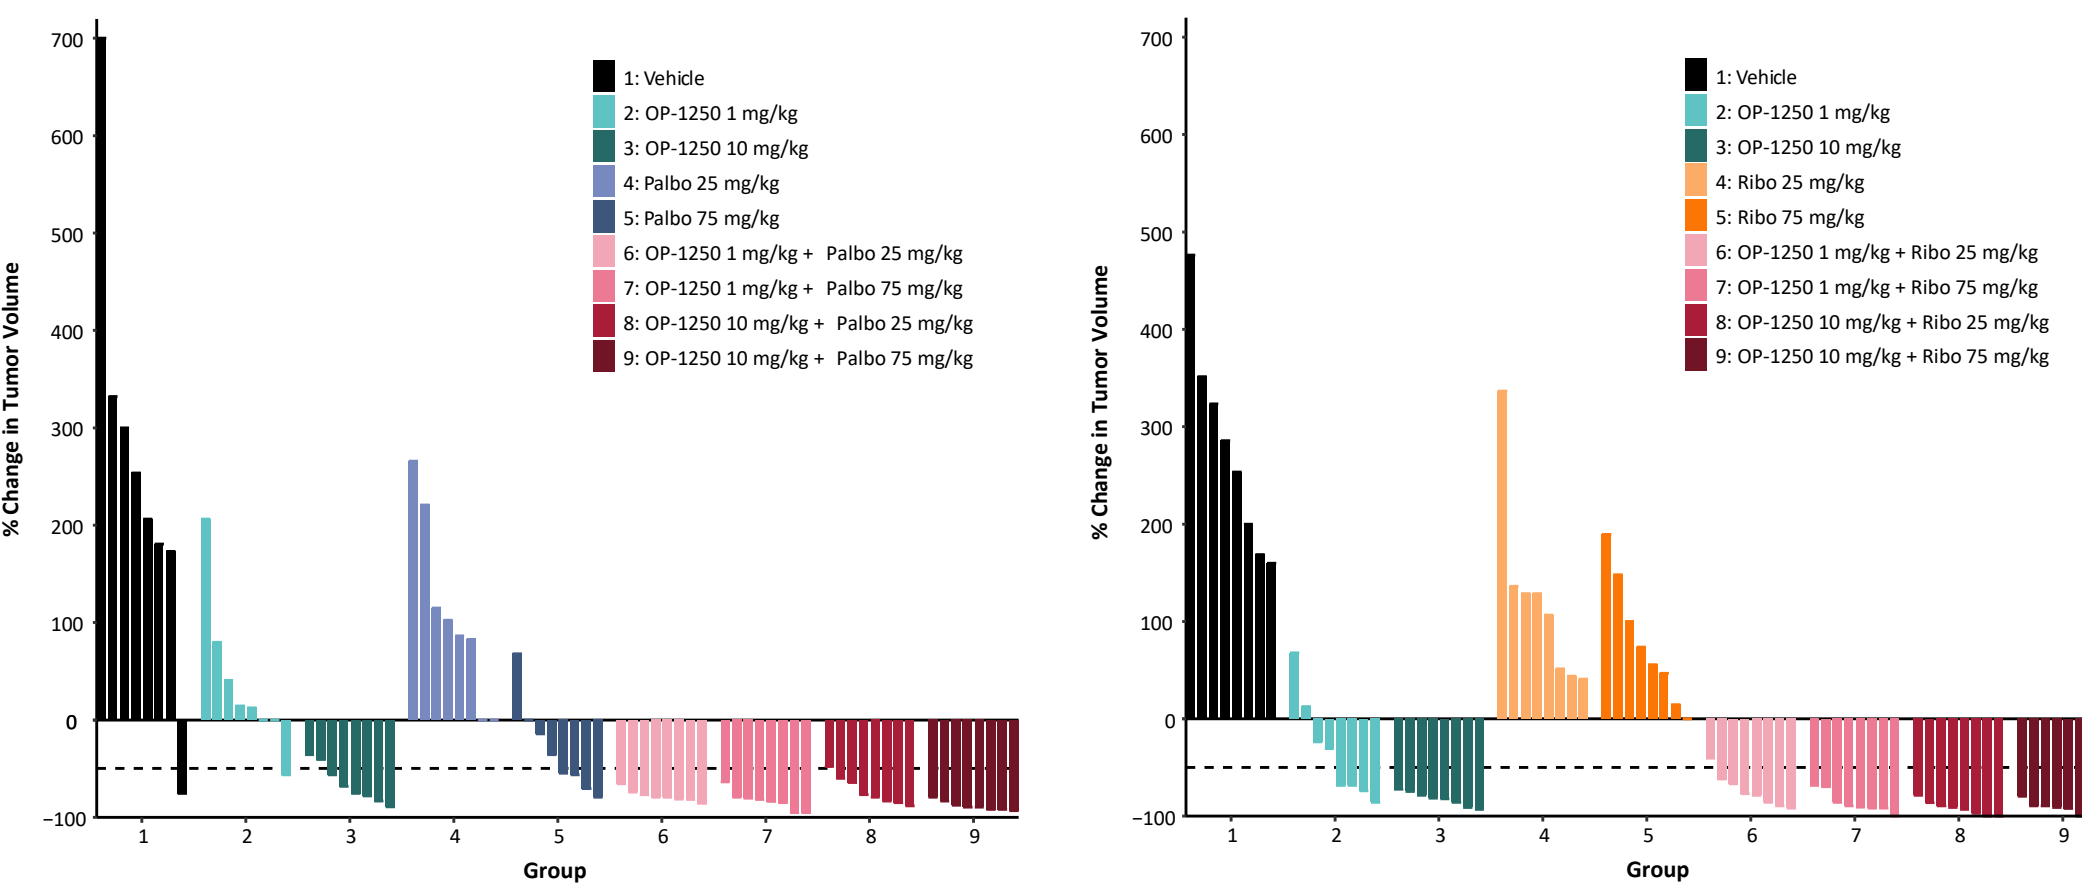 % Change in Tumor Volume
700
600
500
400
300
200
100
0
−100
1: Vehicle
2: OP-1250 1 mg/kg
3: OP-1250 10 mg/kg
4: Palbo 25 mg/kg
5: Palbo 75 mg/kg
6: OP-1250 1 mg/kg + Palbo 25 mg/kg
7: OP-1250 1 mg/kg + Palbo 75 mg/kg
8: OP-1250 10 mg/kg + Palbo 25 mg/kg
9: OP-1250 10 mg/kg + Palbo 75 mg/kg
1 2 3 4 5 6 7 8 9
Group
% Change in Tumor Volume
700
600
500
400
300
200
100
0
−100
1: Vehicle
2: OP-1250 1 mg/kg
3: OP-1250 10 mg/kg
4: Ribo 25 mg/kg
5: Ribo 75 mg/kg
6: OP-1250 1 mg/kg + Ribo 25 mg/kg
7: OP-1250 1 mg/kg + Ribo 75 mg/kg
8: OP-1250 10 mg/kg + Ribo 25 mg/kg
9: OP-1250 10 mg/kg + Ribo 75 mg/kg
1 2 3 4 5 6 7 8 9
Group